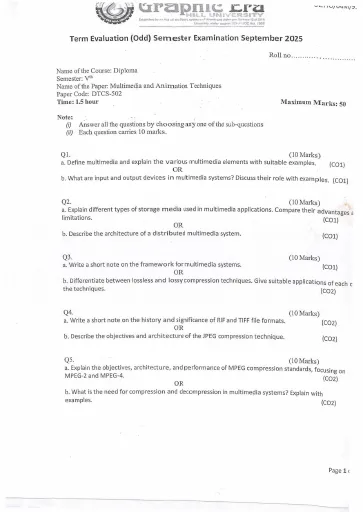 Graphic Era
HILL UNIVERSITY
Term Evaluation (Odd) Semester Examination September 2025
Roll no
Name of the Course: Diploma
Semester: Vth
Name of the Paper: Multimedia and Animation Techniques
Paper Code: DTCS-502
Time: 1.5 hour Maximum Marks: 50
Note:
(i) Answer all the questions by choosing any one of the sub-questions
(ii) Each question carries 10 marks.
Q1. (10 Marks)
a. Define multimedia and explain the various multimedia elements with suitable examples. (CO1)
OR
b. What are input and output devices in multimedia systems? Discuss their role with examples. (CO1)
Q2. (10 Marks)
a. Explain different types of storage media used in multimedia applications. Compare their advantages
limitations. (CO1)
OR
b. Describe the architecture of a distributed multimedia system. (CO1)
Q3. (10 Marks)
a. Write a short note on the framework for multimedia systems. (CO1)
OR
b. Differentiate between lossless and lossy compression techniques. Give suitable applications of each
the techniques. (CO2)
Q4. (10 Marks)
a. Write a short note on the history and significance of RIF and TIFF file formats. (CO2)
OR
b. Describe the objectives and architecture of the JPEG compression technique. (CO2)
Q5. (10 Marks)
a. Explain the objectives, architecture, and performance of MPEG compression standards, focusing on
MPEG-2 and MPEG-4. (CO2)
OR
b. What is the need for compression and decompression in multimedia systems? Explain with
examples. (CO2)
Page 1